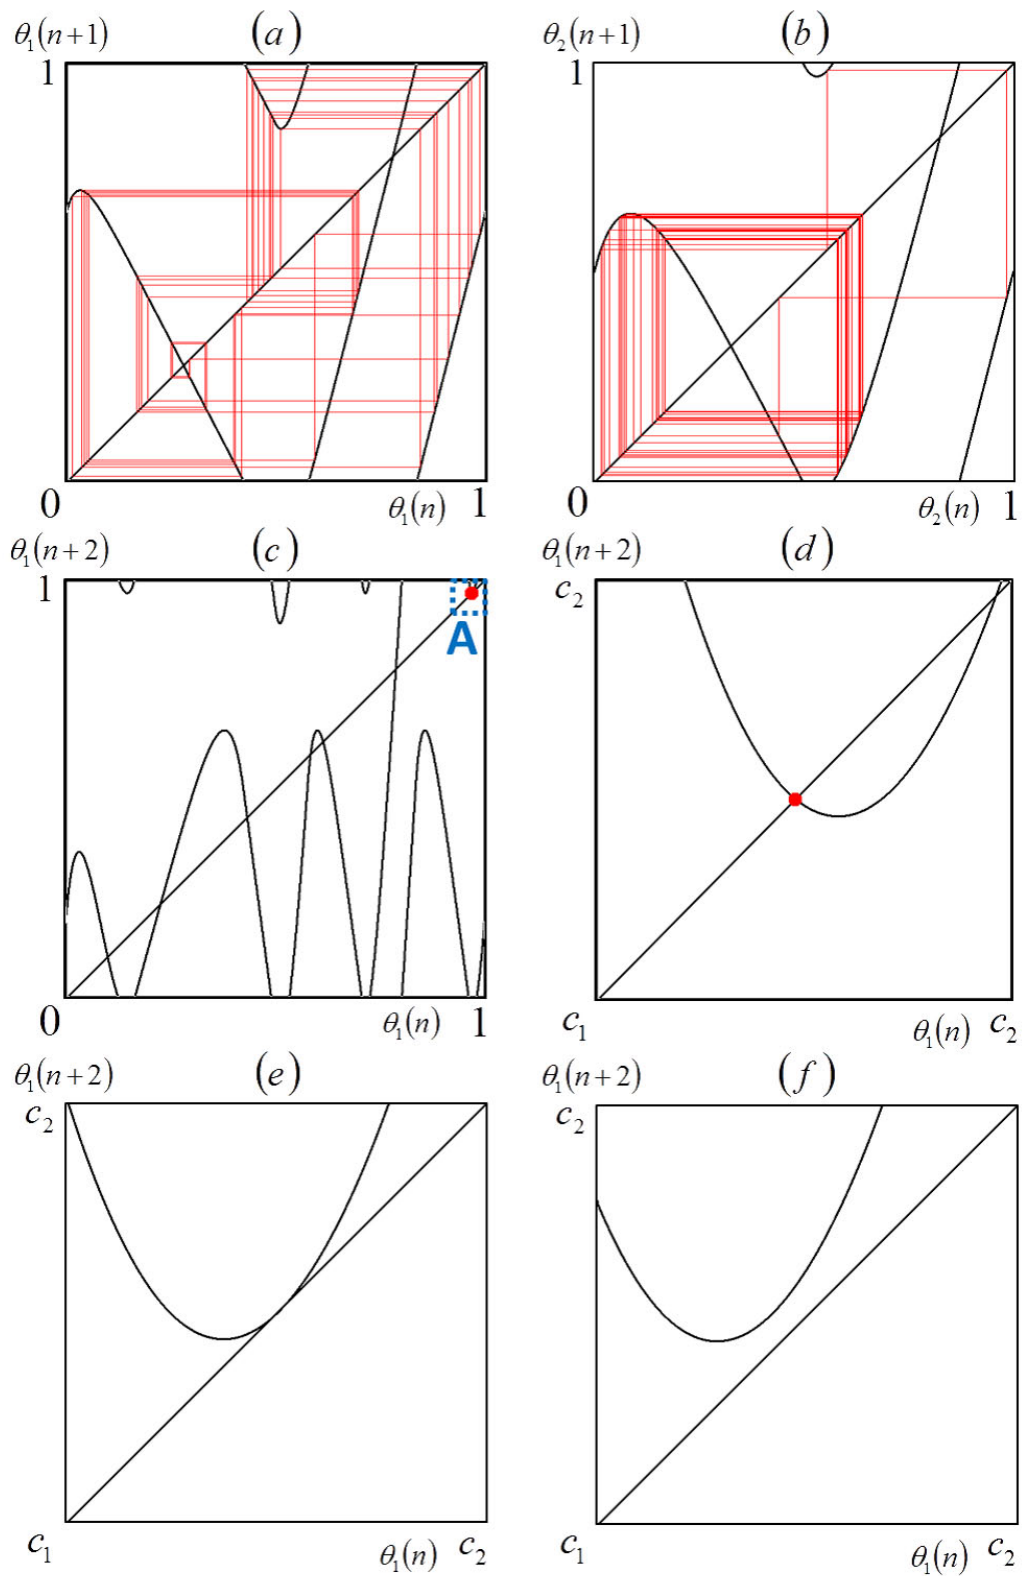 θ₁(n+1) (a)
1
0 θ₁(n) 1
θ₂(n+1) (b)
1
0 θ₂(n) 1
θ₁(n+2) (c)
1
A
0 θ₁(n) 1
θ₁(n+2) (d)
c₂
c₁ θ₁(n) c₂
θ₁(n+2) (e)
c₂
c₁ θ₁(n) c₂
θ₁(n+2) (f)
c₂
c₁ θ₁(n) c₂